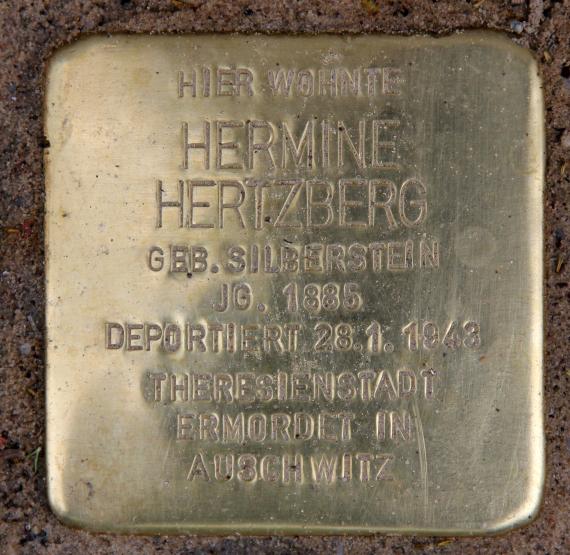 HIER WOHNTE
HERMINE
HERTZBERG
GEB. SILBERSTEIN
JG. 1885
DEPORTIERT 28.1.1943
THERESIENSTADT
ERMORDET IN
AUSCHWITZ